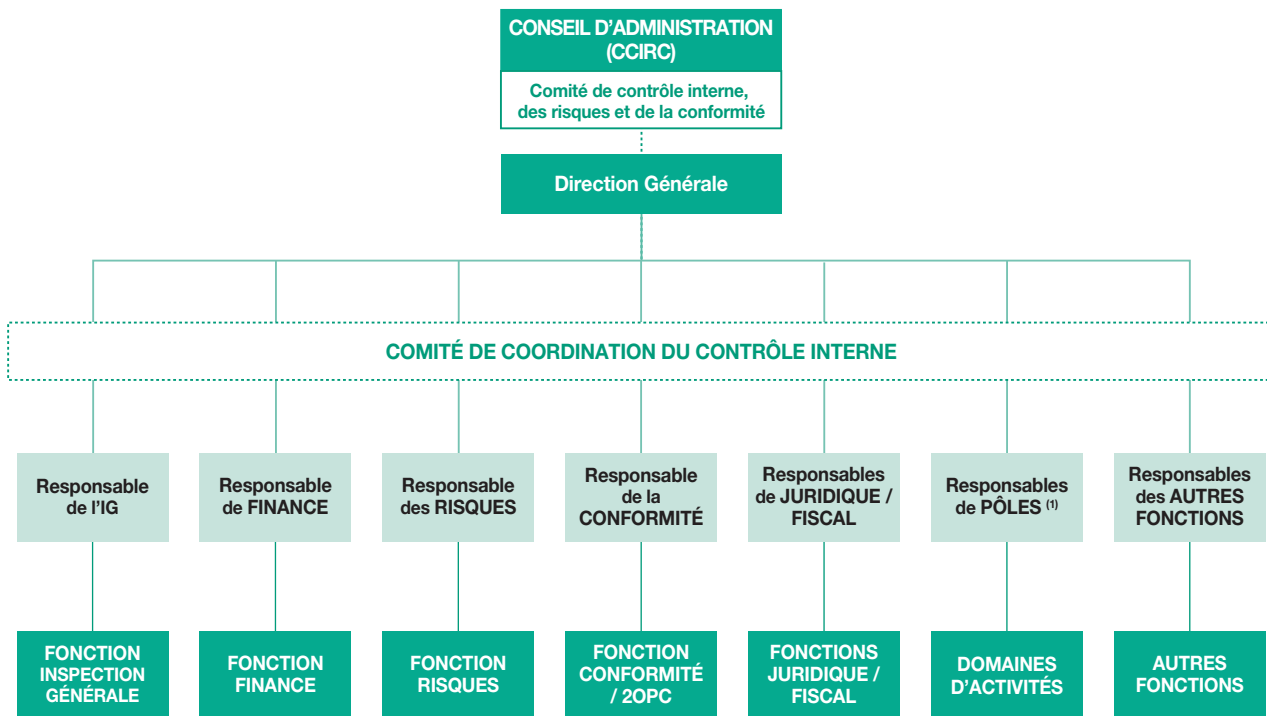 CONSEIL D'ADMINISTRATION
(CCIRC)
Comité de contrôle interne,
des risques et de la conformité
Direction Générale
COMITÉ DE COORDINATION DU CONTRÔLE INTERNE
Responsable
de l'IG
Responsable
de FINANCE
Responsable
des RISQUES
Responsable
de la
CONFORMITÉ
Responsables
de JURIDIQUE /
FISCAL
Responsables
de PÔLES (1)
Responsables
des AUTRES
FONCTIONS
FONCTION
INSPECTION
GÉNÉRALE
FONCTION
FINANCE
FONCTION
RISQUES
FONCTION
CONFORMITÉ
/ 2OPC
FONCTIONS
JURIDIQUE /
FISCAL
DOMAINES
D'ACTIVITÉS
AUTRES
FONCTIONS